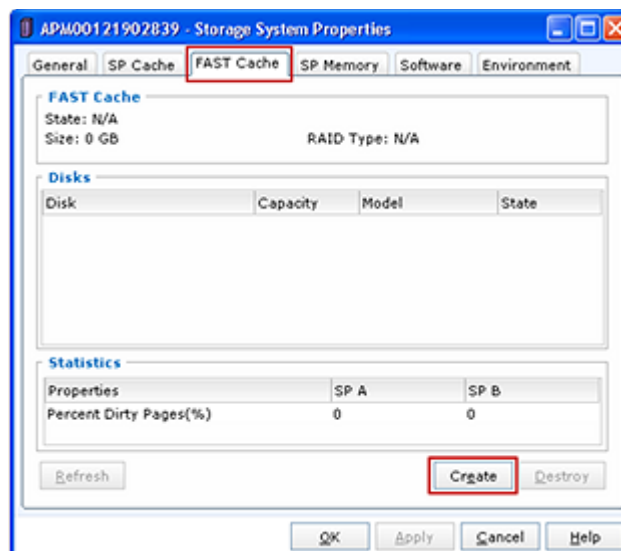 APM00121902839 - Storage System Properties
General SP Cache FAST Cache SP Memory Software Environment
FAST Cache
State: N/A
Size: 0 GB RAID Type: N/A
Disks
Disk Capacity Model State
Statistics
Properties SP A SP B
Percent Dirty Pages(%) 0 0
Refresh Create Destroy
OK Apply Cancel Help